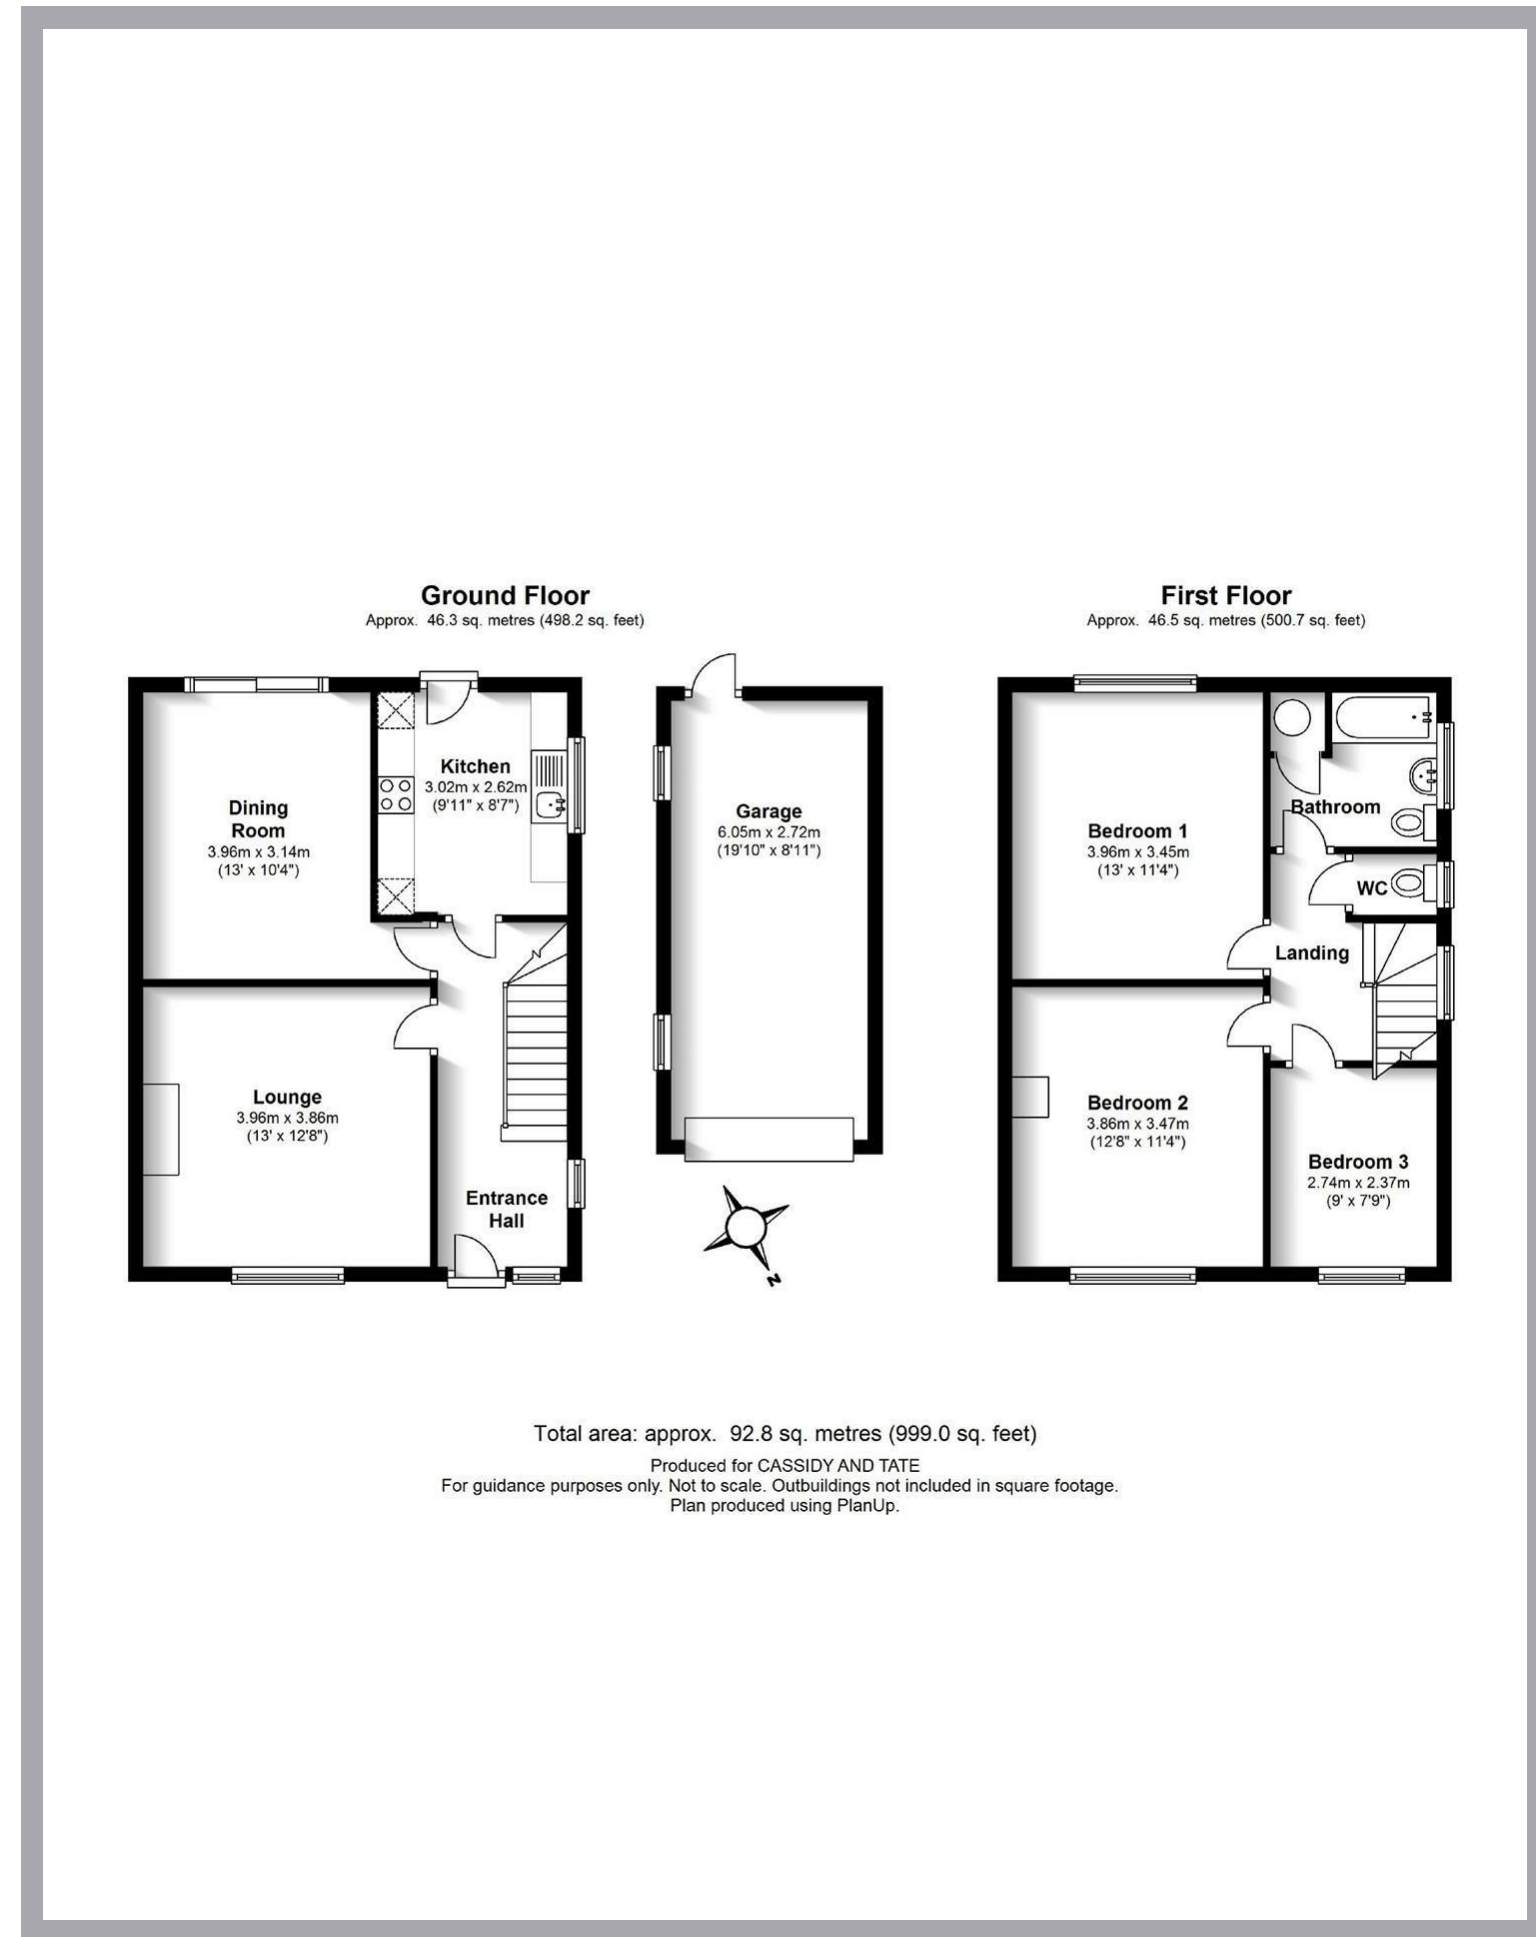 Ground Floor
Approx.  46.3 sq. metres (498.2 sq. feet)
Kitchen
3.02m x 2.62m
(9'11" x 8'7")
Dining
Room
3.96m x 3.14m
(13' x 10'4")
Lounge
3.96m x 3.86m
(13' x 12'8")
Entrance
Hall
Garage
6.05m x 2.72m
(19'10" x 8'11")
N
First Floor
Approx.  46.5 sq. metres (500.7 sq. feet)
Bathroom
Bedroom 1
3.96m x 3.45m
(13' x 11'4")
WC
Landing
Bedroom 2
3.86m x 3.47m
(12'8" x 11'4")
Bedroom 3
2.74m x 2.37m
(9' x 7'9")
Total area: approx.  92.8 sq. metres (999.0 sq. feet)
Produced for CASSIDY AND TATE
For guidance purposes only. Not to scale. Outbuildings not included in square footage.
Plan produced using PlanUp.